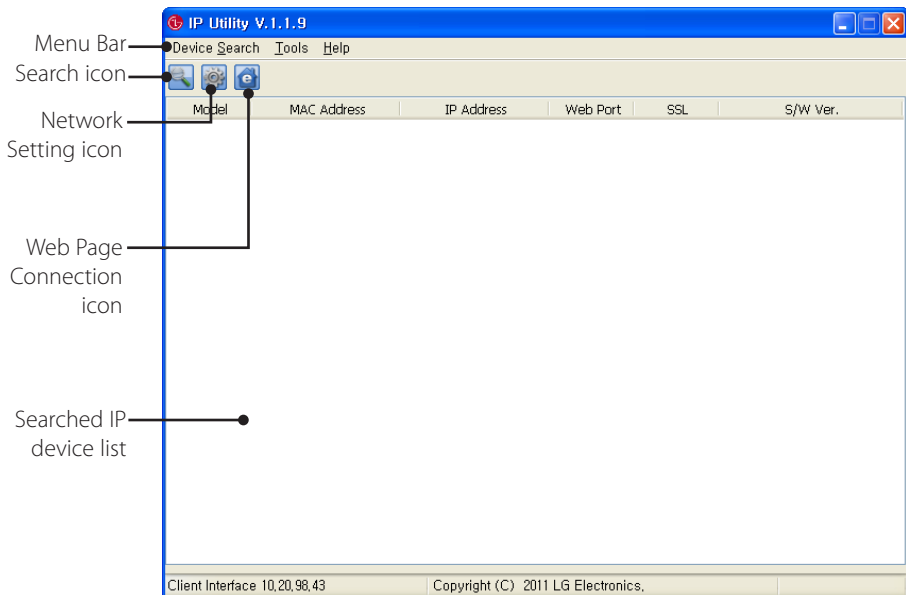 IP Utility V.1.1.9
Menu Bar
Device Search Tools Help
Search icon
Model MAC Address IP Address Web Port SSL S/W Ver.
Network
Setting icon
Web Page
Connection
icon
Searched IP
device list
Client Interface 10,20,98,43 Copyright (C) 2011 LG Electronics,